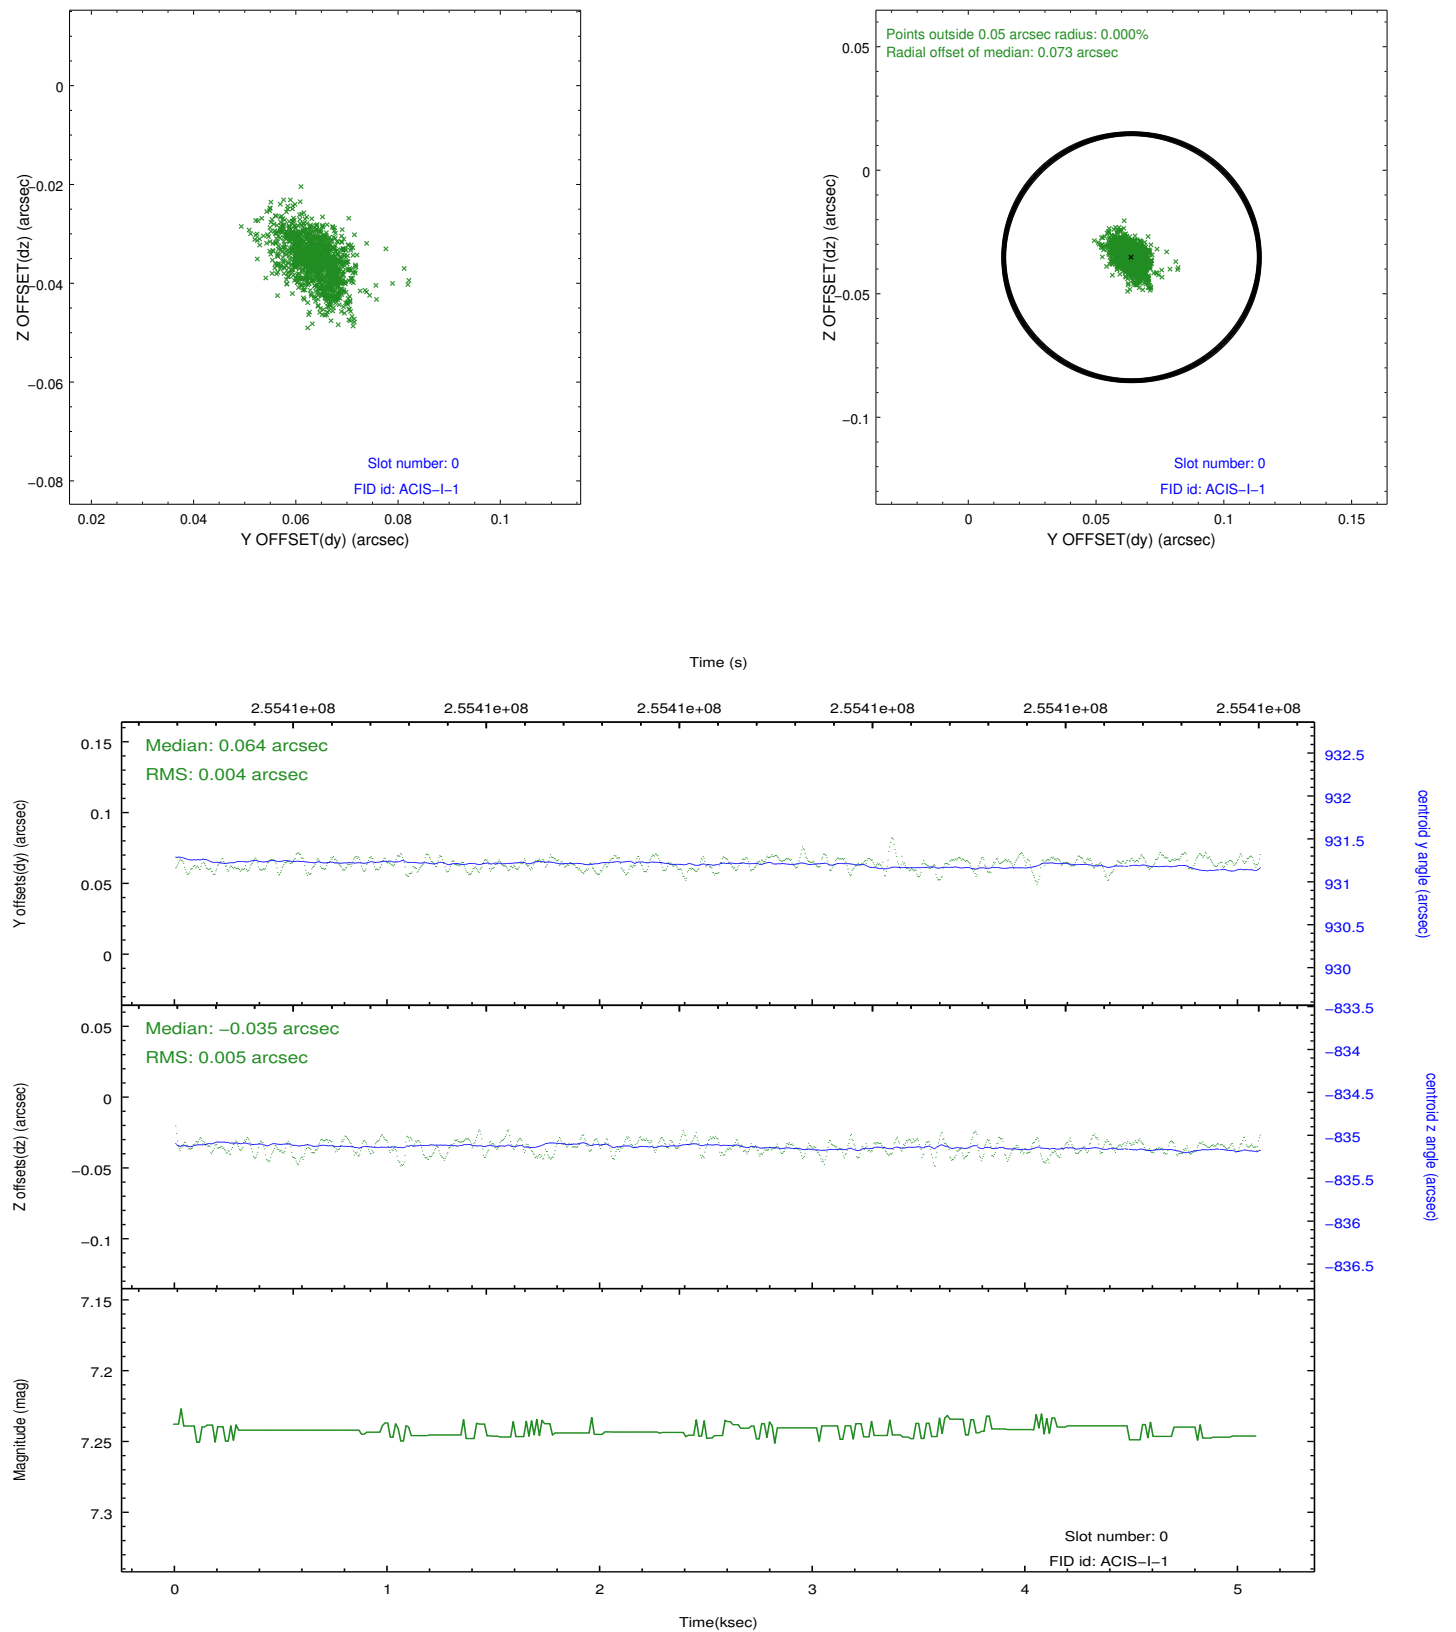 0
−0.02
−0.04
−0.06
−0.08
Z OFFSET(dz) (arcsec)
Slot number: 0
FID id: ACIS−I−1
0.02 0.04 0.06 0.08 0.1
Y OFFSET(dy) (arcsec)
Points outside 0.05 arcsec radius: 0.000%
Radial offset of median: 0.073 arcsec
0.05
0
−0.05
−0.1
Z OFFSET(dz) (arcsec)
Slot number: 0
FID id: ACIS−I−1
0 0.05 0.1 0.15
Y OFFSET(dy) (arcsec)
Time (s)
2.5541e+08 2.5541e+08 2.5541e+08 2.5541e+08 2.5541e+08 2.5541e+08
Median: 0.064 arcsec
RMS: 0.004 arcsec
0.15
0.1
0.05
0
Y offsets(dy) (arcsec)
932.5
932
931.5
931
930.5
930
centroid y angle (arcsec)
Median: −0.035 arcsec
RMS: 0.005 arcsec
0.05
0
−0.05
−0.1
Z offsets(dz) (arcsec)
−833.5
−834
−834.5
−835
−835.5
−836
−836.5
centroid z angle (arcsec)
7.15
7.2
7.25
7.3
Magnitude (mag)
Slot number: 0
FID id: ACIS−I−1
0 1 2 3 4 5
Time(ksec)